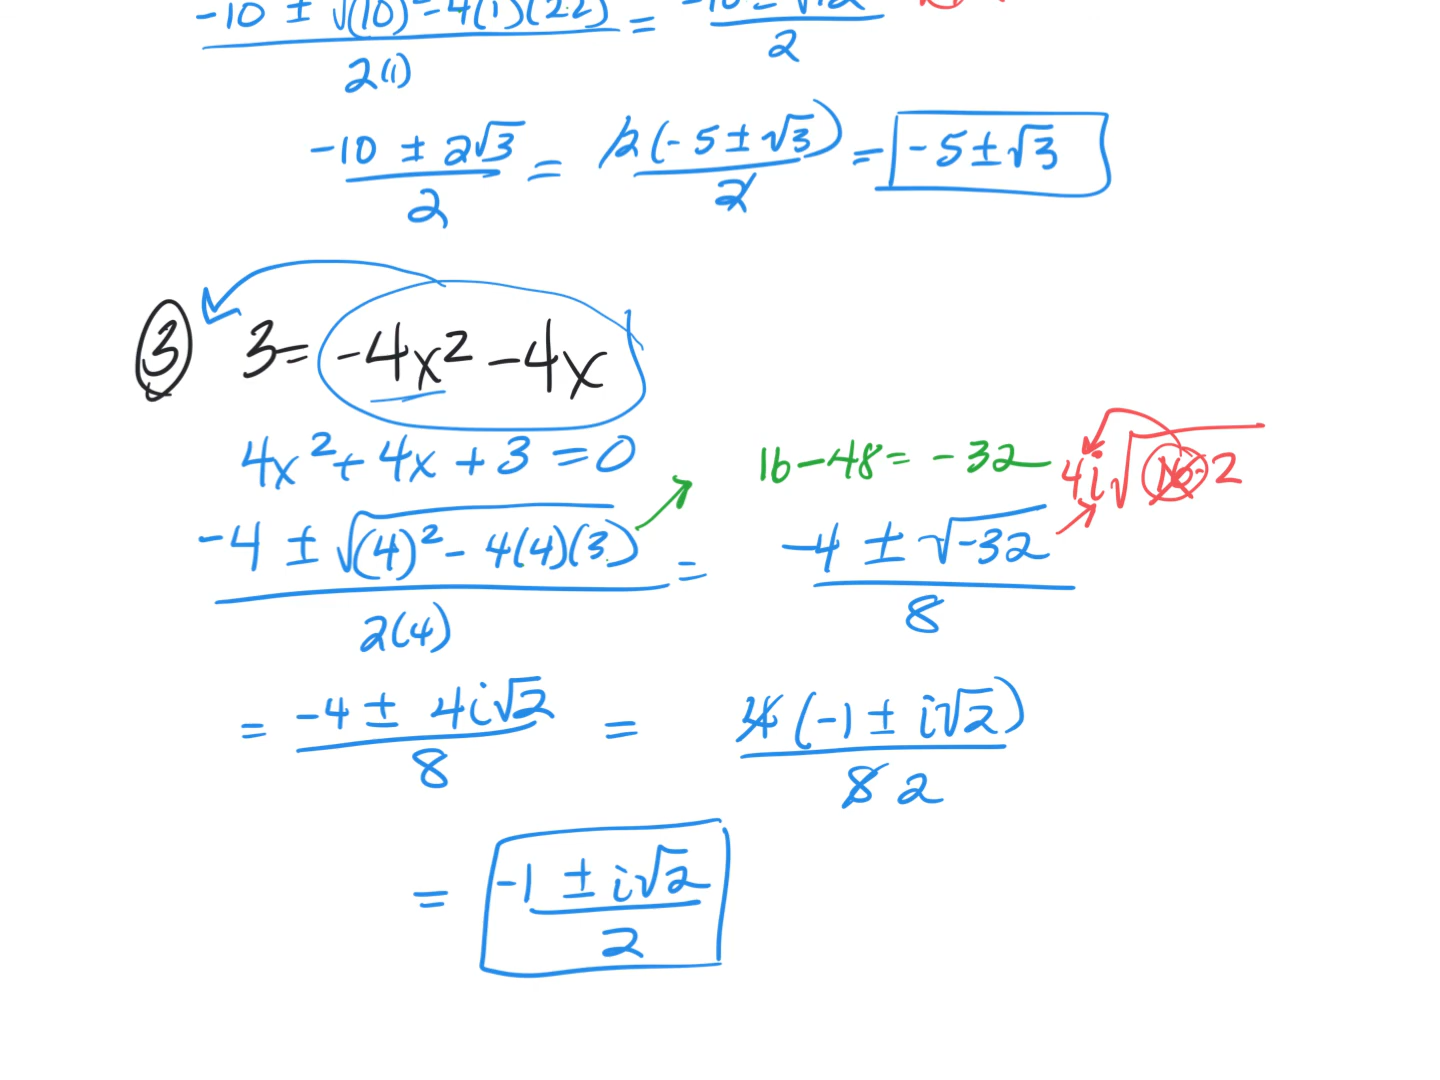 -10 ± √(10)² - 4(1)(22) / 2(1) = -10 ± √12 / 2
-10 ± 2√3 / 2 = 2(-5 ± √3) / 2 = -5 ± √3
③ 3 = -4x² - 4x
4x² + 4x + 3 = 0
16 - 48 = -32
4i√16·2
-4 ± √(4)² - 4(4)(3) / 2(4) = -4 ± √-32 / 8
= -4 ± 4i√2 / 8 = 4(-1 ± i√2) / 8 2
= -1 ± i√2 / 2